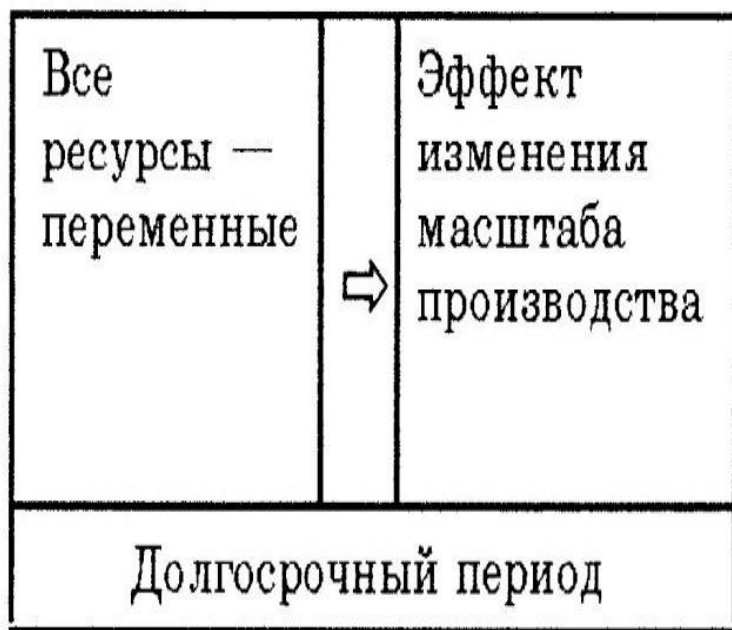 Все
ресурсы —
переменные
Эффект
изменения
масштаба
производства
Долгосрочный период